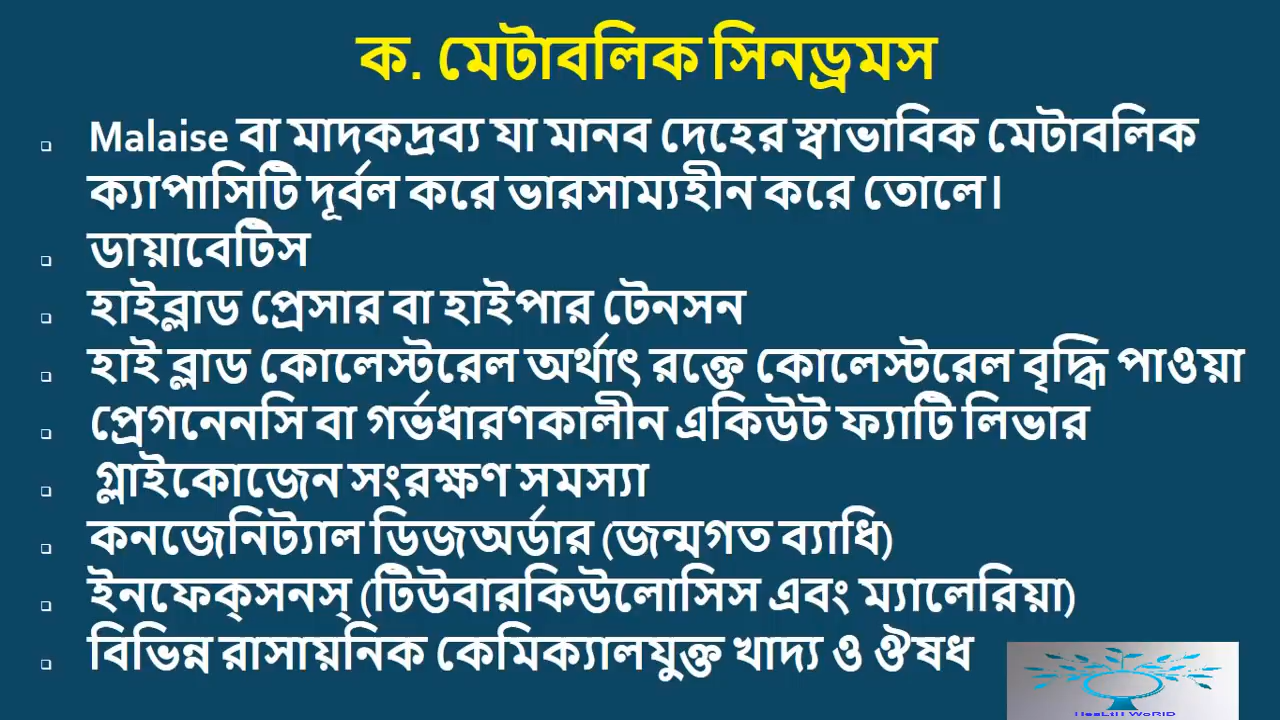 ক. মেটাবলিক সিনড্রমস
Malaise বা মাদকদ্রব্য যা মানব দেহের স্বাভাবিক মেটাবলিক
ক্যাপাসিটি দূর্বল করে ভারসাম্যহীন করে তোলে।
ডায়াবেটিস
হাইব্লাড প্রেসার বা হাইপার টেনসন
হাই ব্লাড কোলেস্টরেল অর্থাৎ রক্তে কোলেস্টরেল বৃদ্ধি পাওয়া
প্রেগনেনসি বা গর্ভধারণকালীন একিউট ফ্যাটি লিভার
গ্লাইকোজেন সংরক্ষণ সমস্যা
কনজেনিট্যাল ডিজঅর্ডার (জন্মগত ব্যাধি)
ইনফেক্সনস্ (টিউবারকিউলোসিস এবং ম্যালেরিয়া)
বিভিন্ন রাসায়নিক কেমিক্যালযুক্ত খাদ্য ও ঔষধ
HeaLtH WoRlD